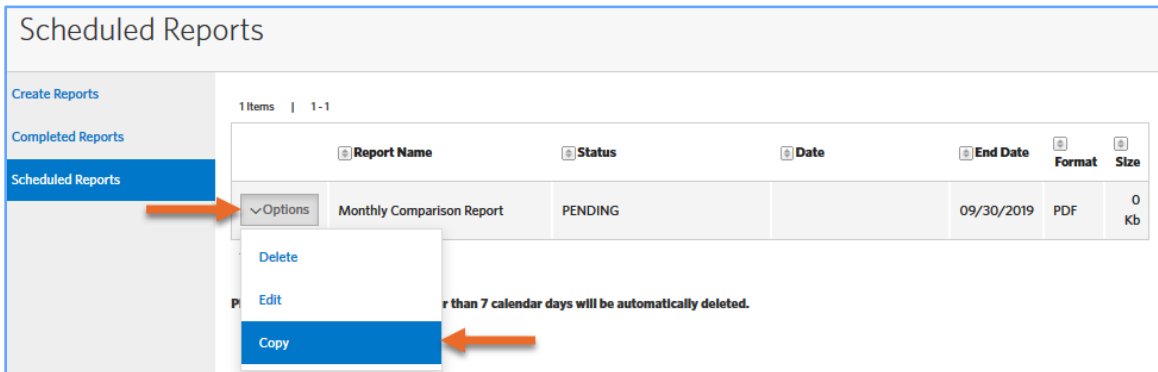 Scheduled Reports
Create Reports
Completed Reports
Scheduled Reports
1 Items | 1 - 1
Report Name Status Date End Date Format Size
Options Monthly Comparison Report PENDING 09/30/2019 PDF 0 Kb
Delete
Edit
Copy
than 7 calendar days will be automatically deleted.